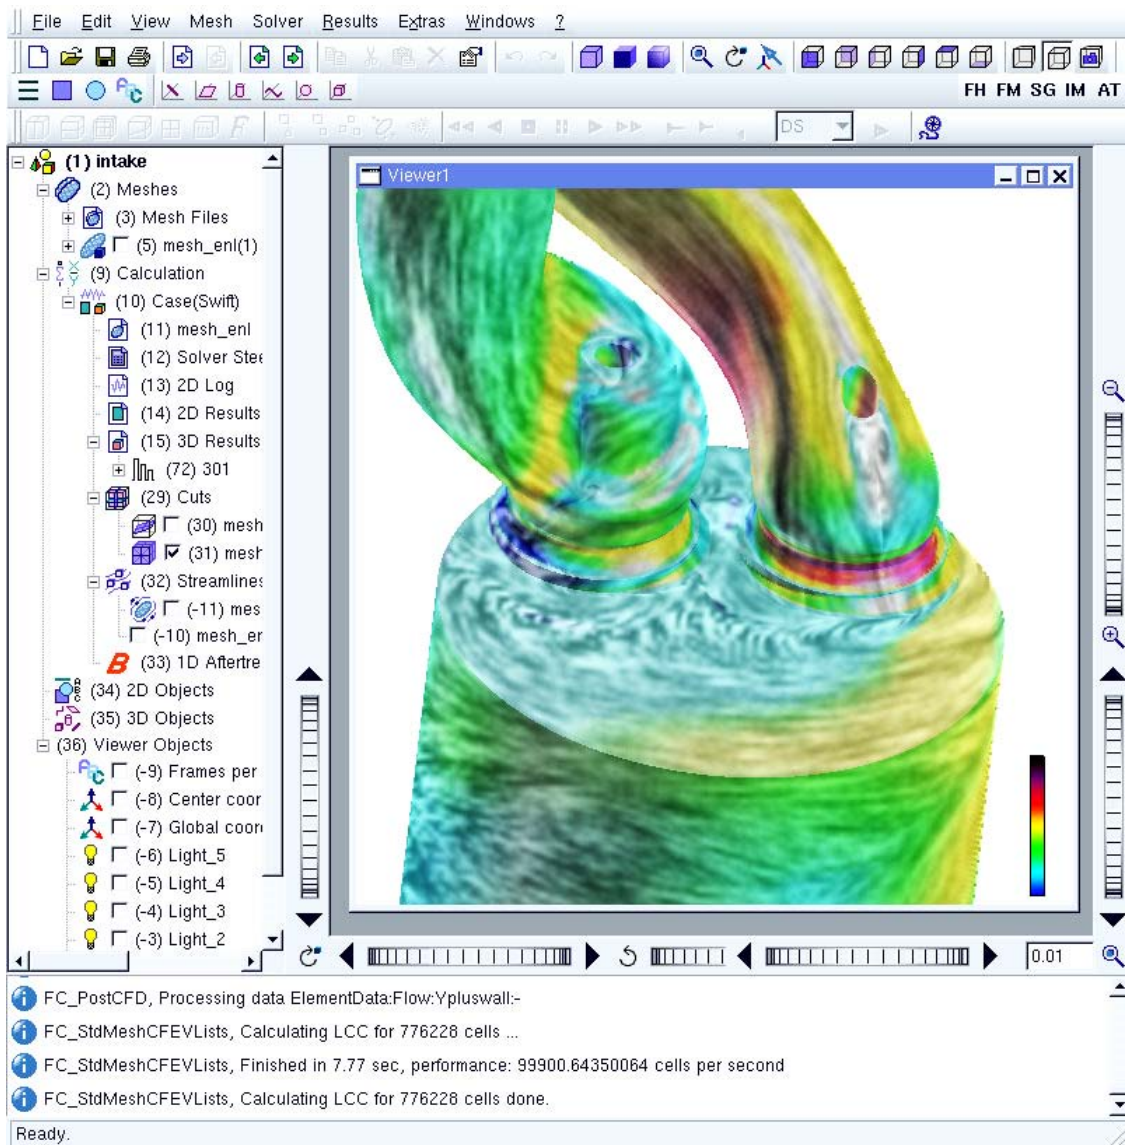 File Edit View Mesh Solver Results Extras Windows ?
FH FM SG IM AT
DS
(1) intake
(2) Meshes
(3) Mesh Files
(5) mesh_enl(1)
(9) Calculation
(10) Case(Swift)
(11) mesh_enl
(12) Solver Stee
(13) 2D Log
(14) 2D Results
(15) 3D Results
(72) 301
(29) Cuts
(30) mesh
(31) mesh
(32) Streamlines
(-11) mes
(-10) mesh_er
(33) 1D Aftertre
(34) 2D Objects
(35) 3D Objects
(36) Viewer Objects
(-9) Frames per
(-8) Center coor
(-7) Global coor
(-6) Light_5
(-5) Light_4
(-4) Light_3
(-3) Light_2
Viewer1
0.01
FC_PostCFD, Processing data ElementData:Flow:Ypluswall:-
FC_StdMeshCFEVLists, Calculating LCC for 776228 cells ...
FC_StdMeshCFEVLists, Finished in 7.77 sec, performance: 99900.64350064 cells per second
FC_StdMeshCFEVLists, Calculating LCC for 776228 cells done.
Ready.